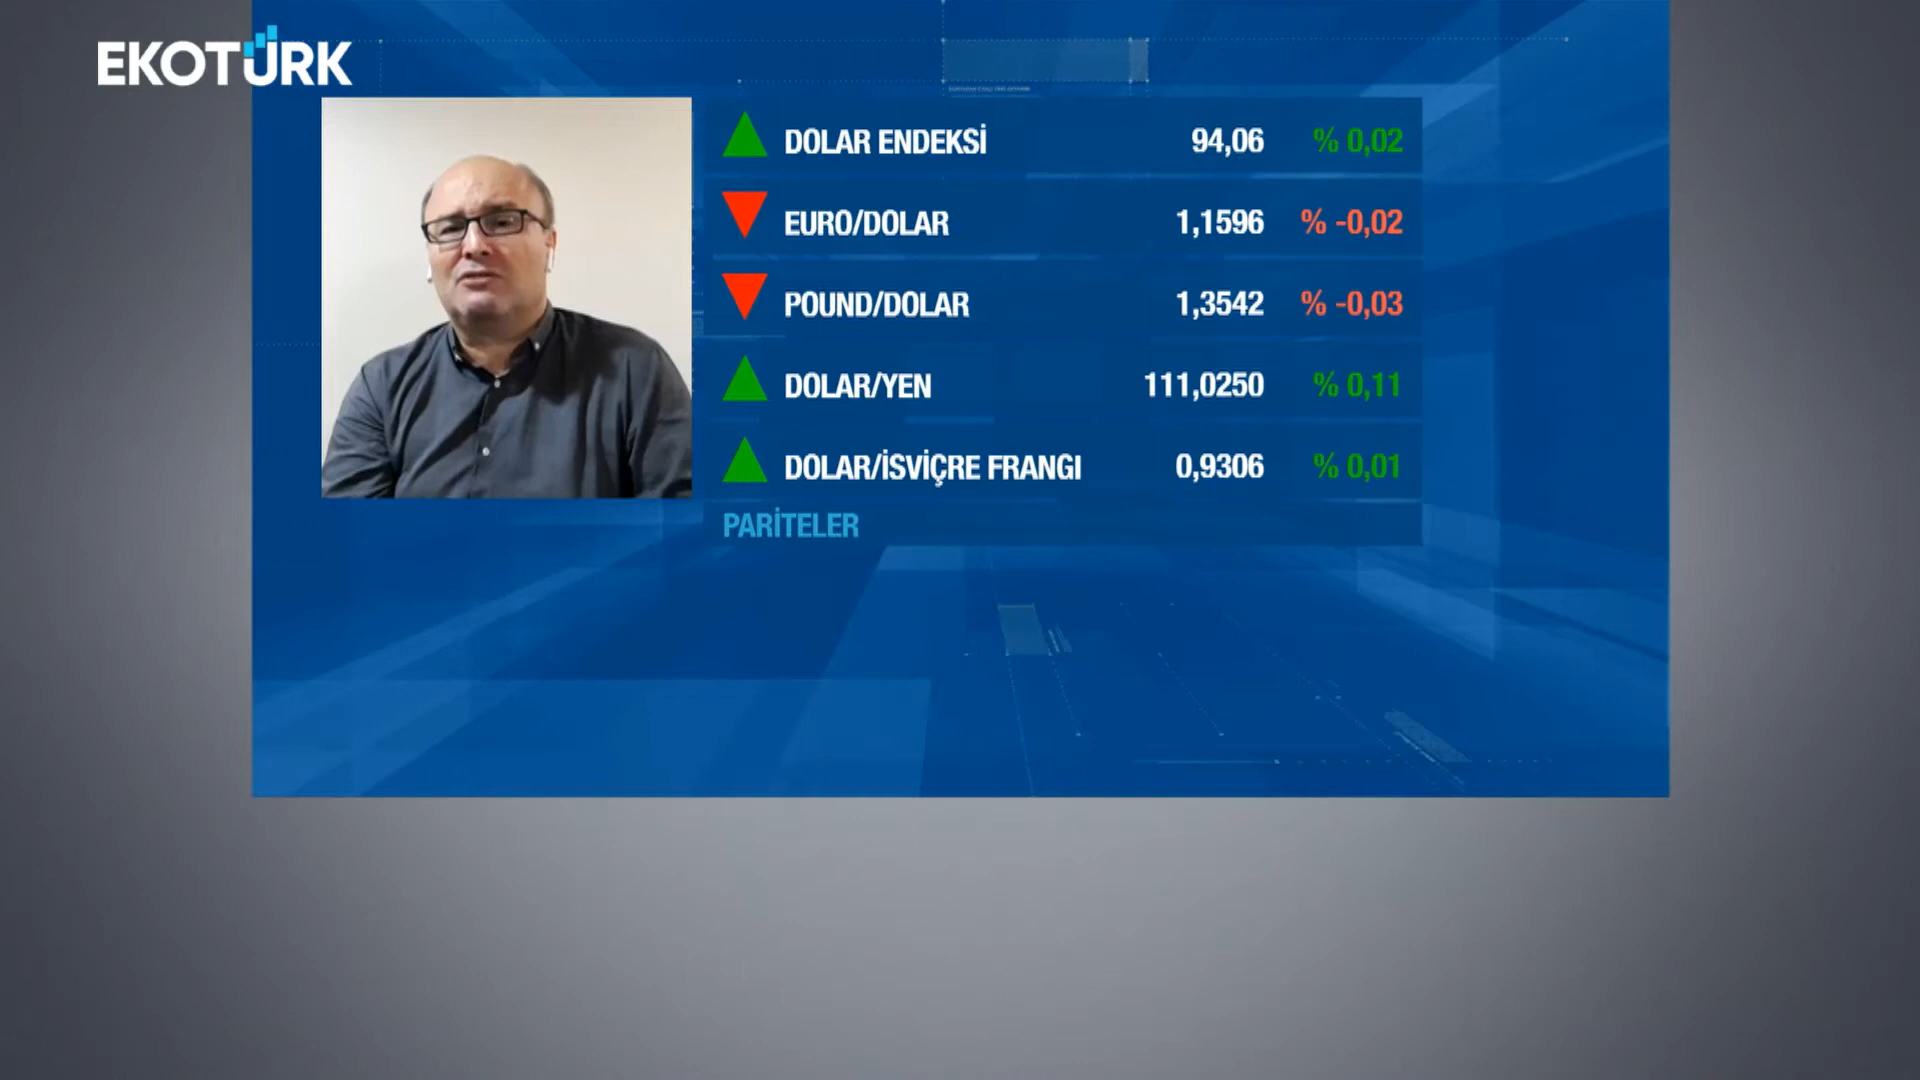 EKOTÜRK
DOLAR ENDEKSİ 94,06 % 0,02
EURO/DOLAR 1,1596 % -0,02
POUND/DOLAR 1,3542 % -0,03
DOLAR/YEN 111,0250 % 0,11
DOLAR/İSVİÇRE FRANGI 0,9306 % 0,01
PARİTELER